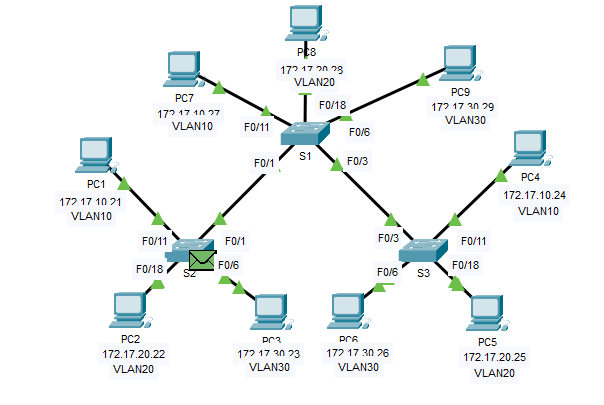 PC8
172.17.20.28
VLAN20
PC7
172.17.10.27
VLAN10
PC9
172.17.30.29
VLAN30
F0/18
F0/11
F0/6
S1
F0/1
F0/3
PC1
172.17.10.21
VLAN10
PC4
172.17.10.24
VLAN10
F0/11
F0/1
F0/18
S2
F0/6
F0/3
F0/11
F0/6
S3
F0/18
PC2
172.17.20.22
VLAN20
PC3
172.17.30.23
VLAN30
PC6
172.17.30.26
VLAN30
PC5
172.17.20.25
VLAN20